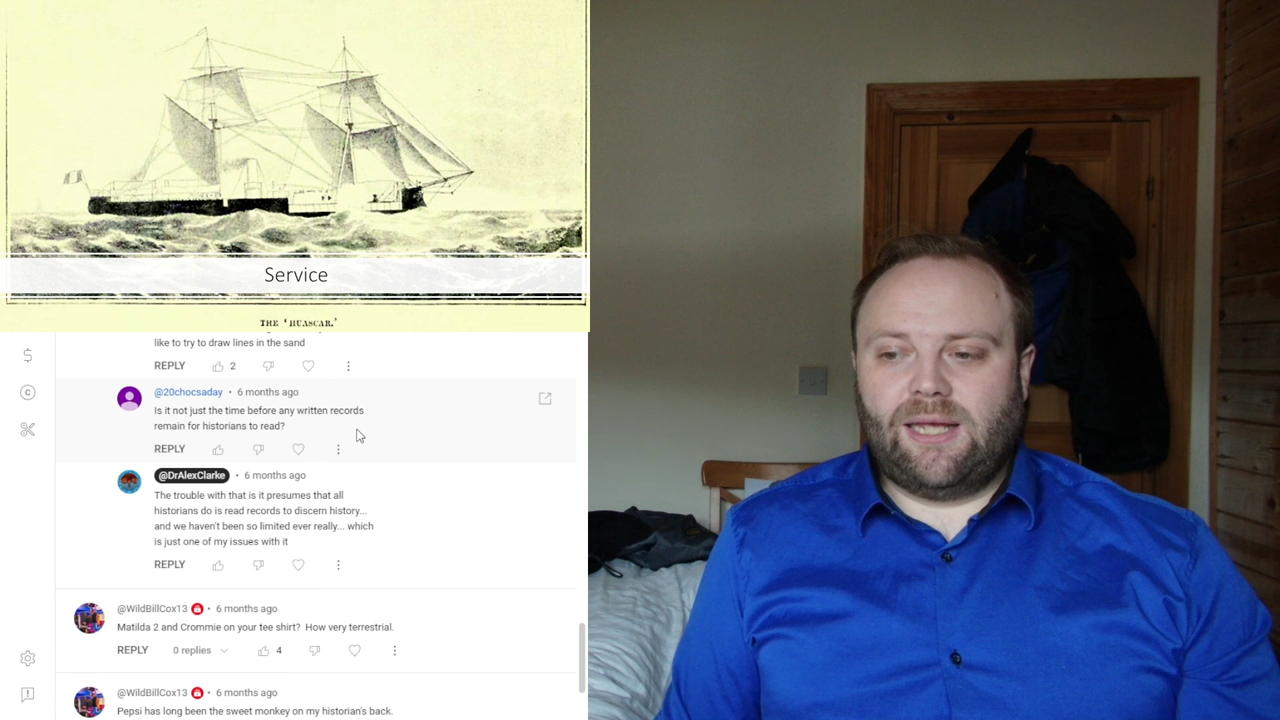 Service
THE 'HUASCAR.'
like to try to draw lines in the sand
REPLY 2
@20chocsaday • 6 months ago
Is it not just the time before any written records
remain for historians to read?
REPLY
@DrAlexClarke • 6 months ago
The trouble with that is it presumes that all
historians do is read records to discern history...
and we haven't been so limited ever really... which
is just one of my issues with it
REPLY
@WildBillCox13 • 6 months ago
Matilda 2 and Crommie on your tee shirt? How very terrestrial.
REPLY 0 replies 4
@WildBillCox13 • 6 months ago
Pepsi has long been the sweet monkey on my historian's back.